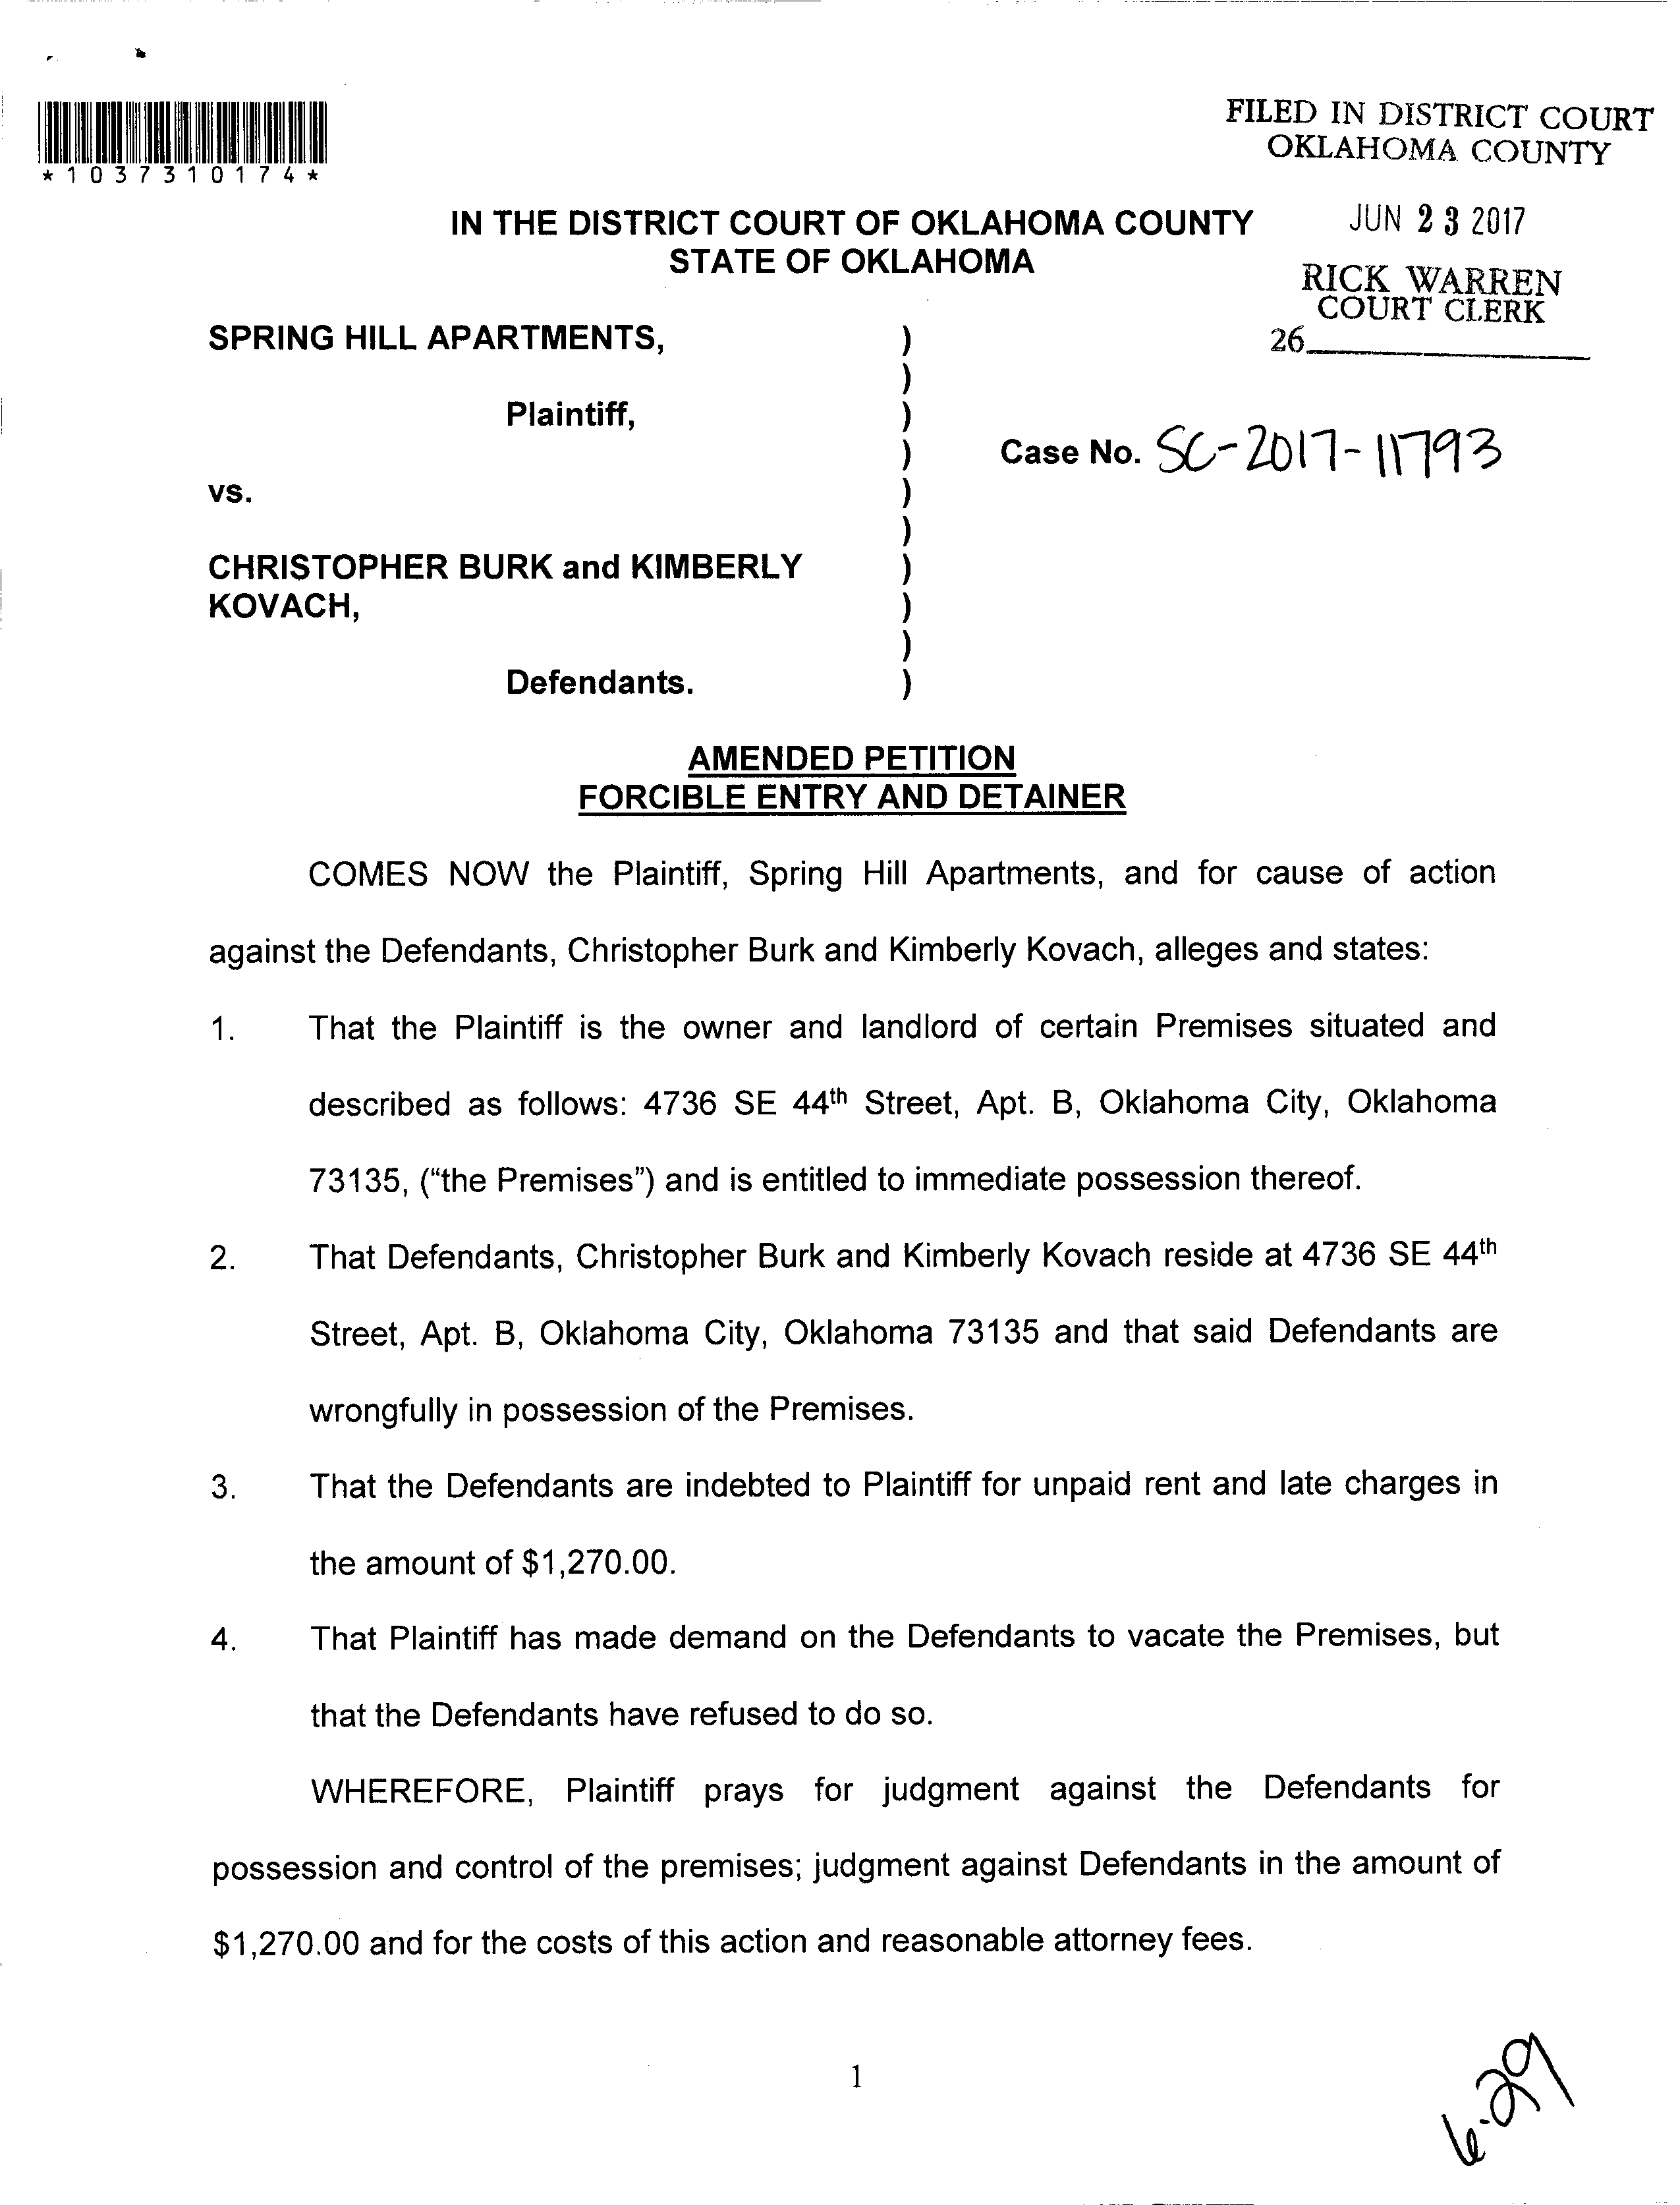 *1037310174*
FILED IN DISTRICT COURT
OKLAHOMA COUNTY
JUN 23 2017
RICK WARREN
COURT CLERK
26
IN THE DISTRICT COURT OF OKLAHOMA COUNTY
STATE OF OKLAHOMA
SPRING HILL APARTMENTS, )
)
Plaintiff, )
) Case No. SC-2017-11793
vs. )
)
CHRISTOPHER BURK and KIMBERLY )
KOVACH, )
)
Defendants. )
AMENDED PETITION
FORCIBLE ENTRY AND DETAINER
COMES NOW the Plaintiff, Spring Hill Apartments, and for cause of action
against the Defendants, Christopher Burk and Kimberly Kovach, alleges and states:
1. That the Plaintiff is the owner and landlord of certain Premises situated and
described as follows: 4736 SE 44th Street, Apt. B, Oklahoma City, Oklahoma
73135, (“the Premises”) and is entitled to immediate possession thereof.
2. That Defendants, Christopher Burk and Kimberly Kovach reside at 4736 SE 44th
Street, Apt. B, Oklahoma City, Oklahoma 73135 and that said Defendants are
wrongfully in possession of the Premises.
3. That the Defendants are indebted to Plaintiff for unpaid rent and late charges in
the amount of $1,270.00.
4. That Plaintiff has made demand on the Defendants to vacate the Premises, but
that the Defendants have refused to do so.
WHEREFORE, Plaintiff prays for judgment against the Defendants for
possession and control of the premises; judgment against Defendants in the amount of
$1,270.00 and for the costs of this action and reasonable attorney fees.
1
6-29